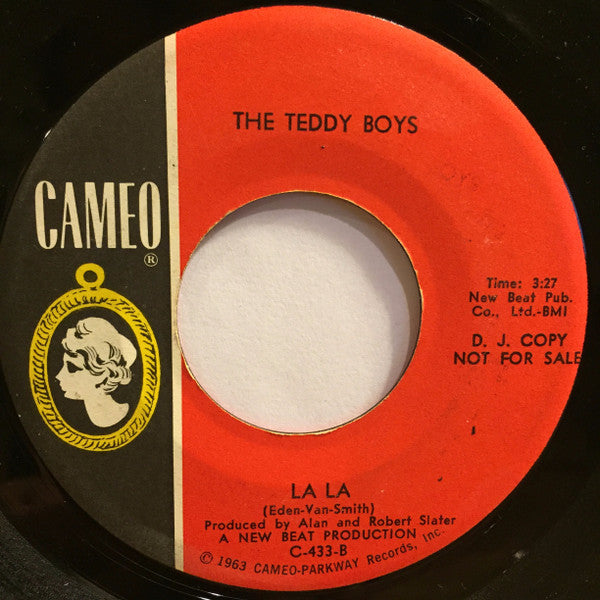 THE TEDDY BOYS
CAMEO
®
Time: 3:27
New Beat Pub.
Co., Ltd.-BMI
D. J. COPY
NOT FOR SALE
LA LA
(Eden-Van-Smith)
Produced by Alan and Robert Slater
A NEW BEAT PRODUCTION
C-433-B
© 1963 CAMEO-PARKWAY Records, Inc.